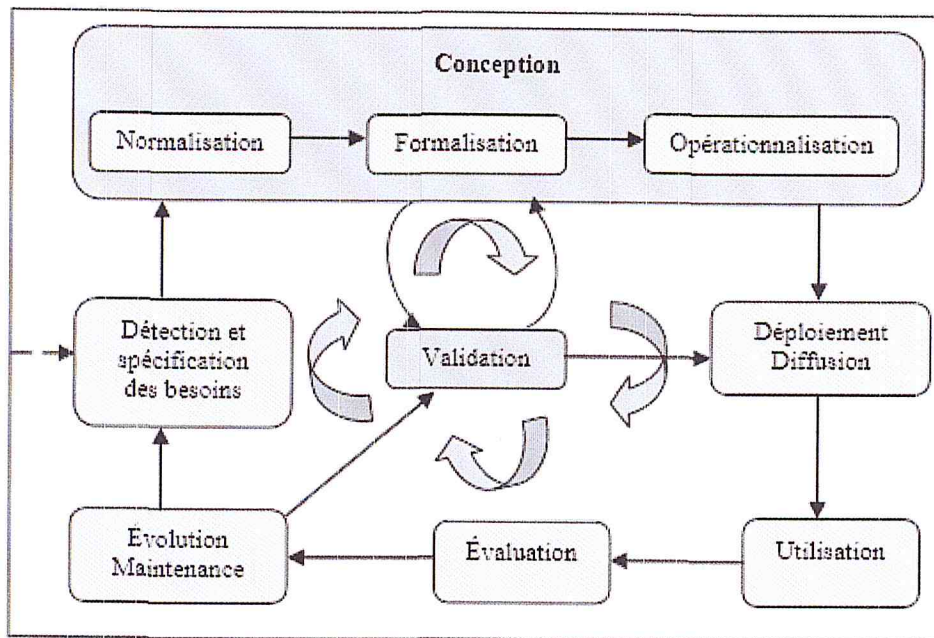 Conception
Normalisation
Formalisation
Opérationnalisation
Détection et
spécification
des besoins
Validation
Déploiement
Diffusion
Évolution
Maintenance
Évaluation
Utilisation